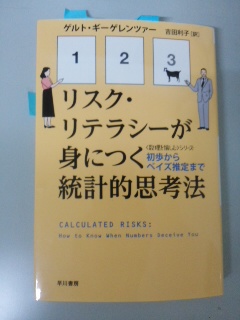 ゲルト・ギーゲレンツァー
吉田利子[訳]
1 2 3
リスク・
リテラシーが
身につく
統計的思考法
初歩から
ベイズ推定まで
CALCULATED RISKS:
How to Know When Numbers Deceive You
早川書房